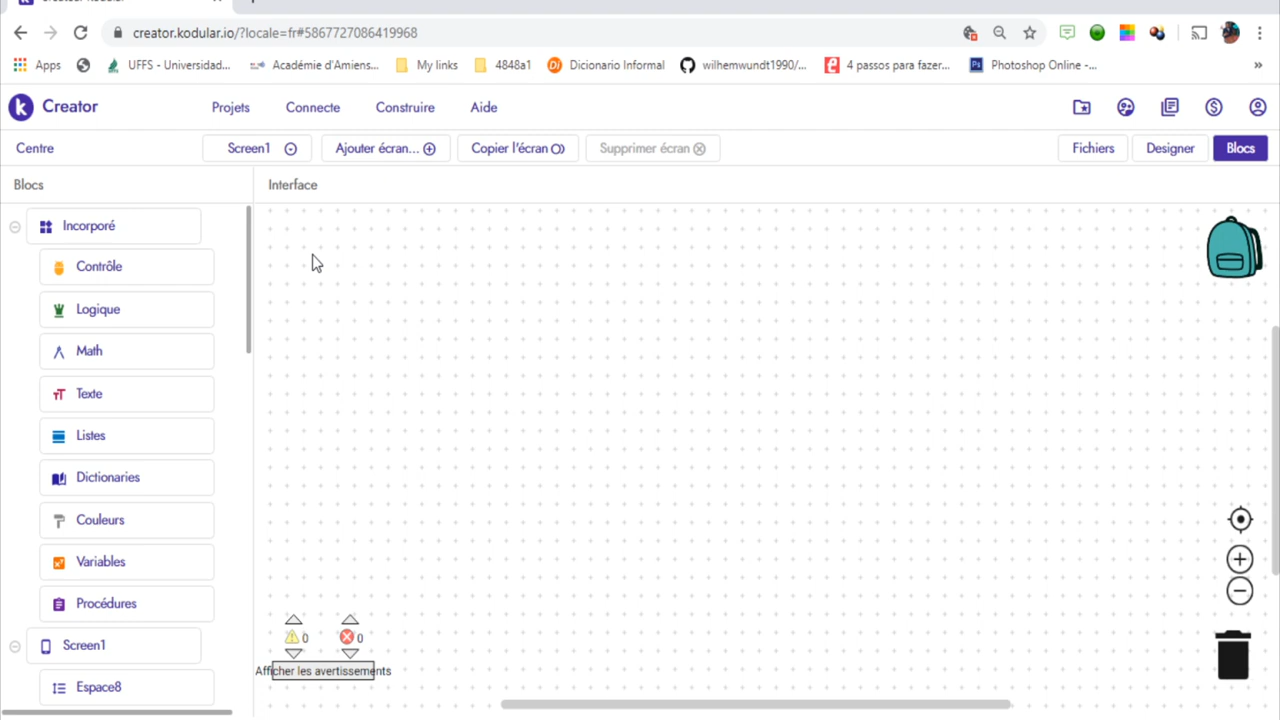 creator.kodular.io/?locale=fr#5867727086419968
Apps UFFS - Universidad... Académie d'Amiens... My links 4848a1 Dicionario Informal wilhemwundt1990/... 4 passos para fazer... Photoshop Online -... »
Creator Projets Connecte Construire Aide
Centre Screen1 Ajouter écran... Copier l'écran Supprimer écran Fichiers Designer Blocs
Blocs Interface
Incorporé
Contrôle
Logique
Math
Texte
Listes
Dictionaries
Couleurs
Variables
Procédures
Screen1
Espace8
0 0
Afficher les avertissements